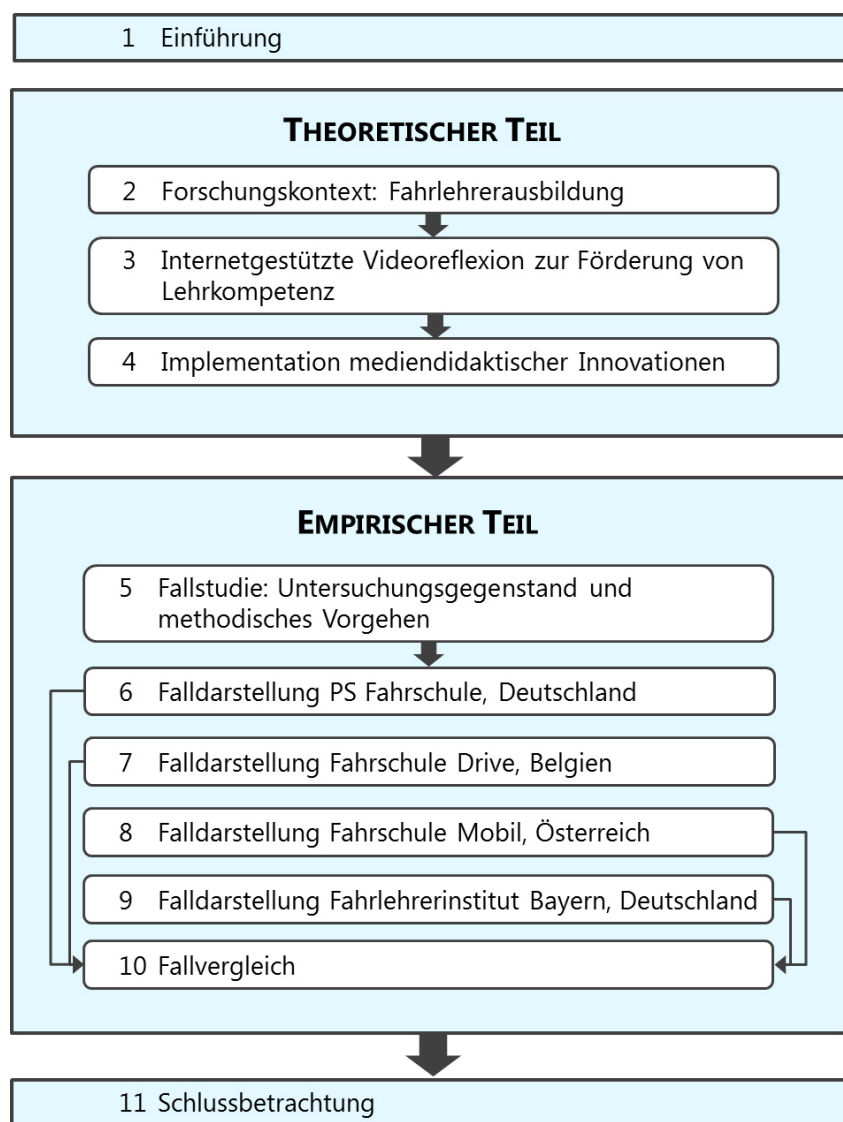 1 Einführung
THEORETISCHER TEIL
2 Forschungskontext: Fahrlehrerausbildung
3 Internetgestützte Videoreflexion zur Förderung von
Lehrkompetenz
4 Implementation mediendidaktischer Innovationen
EMPIRISCHER TEIL
5 Fallstudie: Untersuchungsgegenstand und
methodisches Vorgehen
6 Falldarstellung PS Fahrschule, Deutschland
7 Falldarstellung Fahrschule Drive, Belgien
8 Falldarstellung Fahrschule Mobil, Österreich
9 Falldarstellung Fahrlehrerinstitut Bayern, Deutschland
10 Fallvergleich
11 Schlussbetrachtung